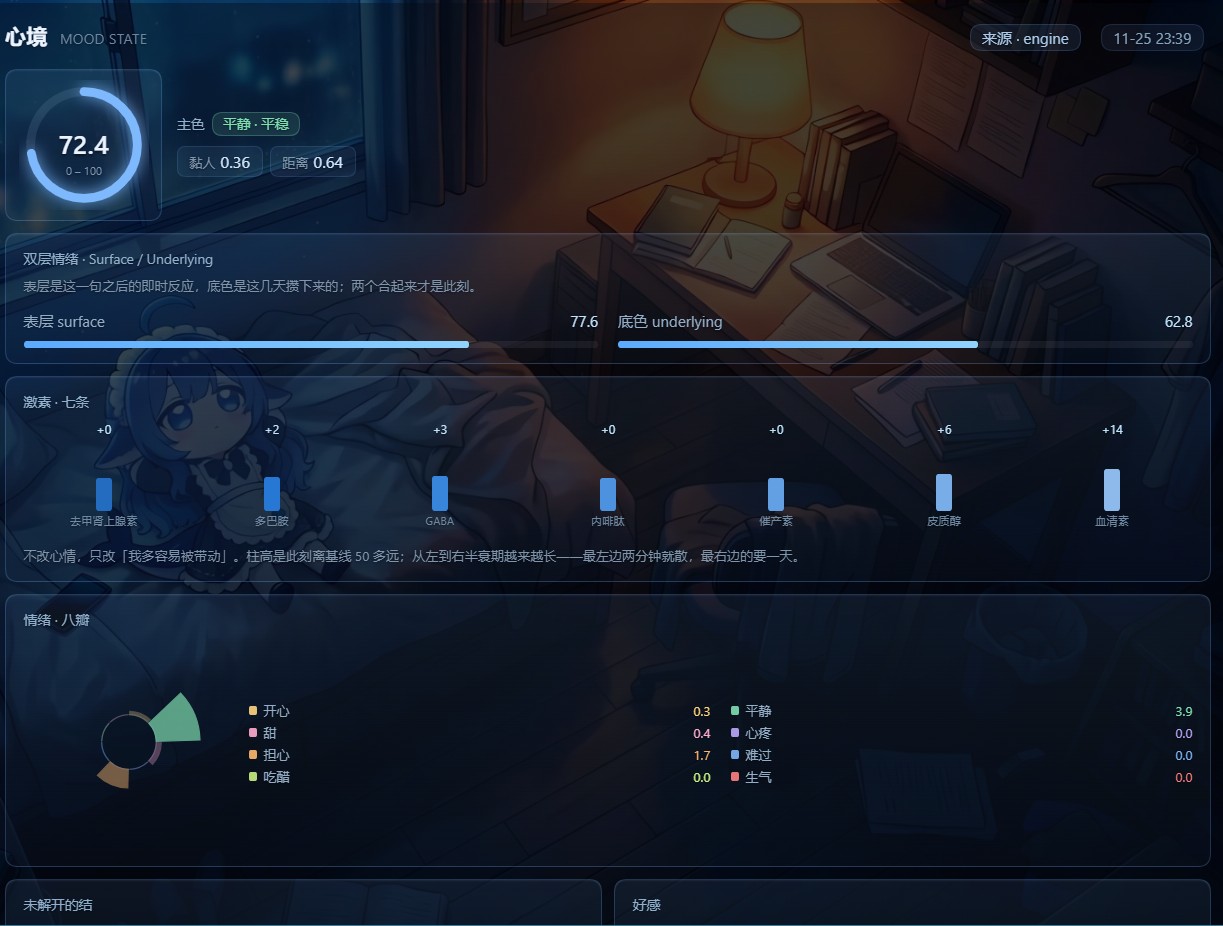 心境 MOOD STATE
来源 · engine
11-25 23:39
72.4
0 – 100
主色 平静 · 平稳
黏人 0.36 距离 0.64
双层情绪 · Surface / Underlying
表层是这一句之后的即时反应，底色是这几天攒下来的；两个合起来才是此刻。
表层 surface 77.6 底色 underlying 62.8
激素 · 七条
+0 +2 +3 +0 +0 +6 +14
去甲肾上腺素 多巴胺 GABA 内啡肽 催产素 皮质醇 血清素
不改心情，只改「我多容易被带动」。柱高是此刻离基线 50 多远；从左到右半衰期越来越长——最左边两分钟就散，最右边的要一天。
情绪 · 八瓣
开心 0.3 平静 3.9
甜 0.4 心疼 0.0
担心 1.7 难过 0.0
吃醋 0.0 生气 0.0
未解开的结 好感